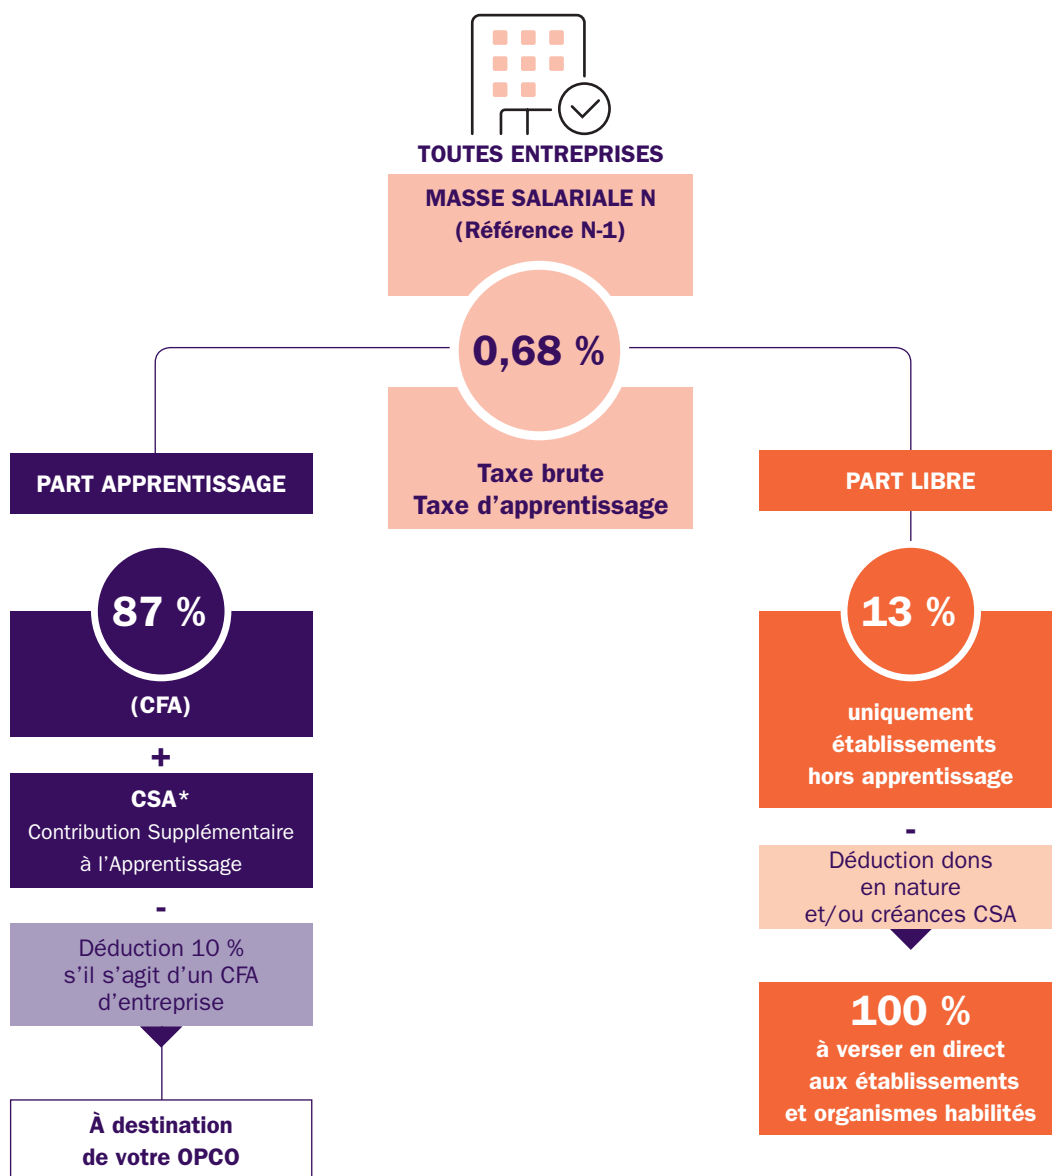 TOUTES ENTREPRISES
MASSE SALARIALE N
(Référence N-1)
0,68 %
Taxe brute
Taxe d’apprentissage
PART APPRENTISSAGE
87 %
(CFA)
+
CSA*
Contribution Supplémentaire
à l’Apprentissage
-
Déduction 10 %
s’il s’agit d’un CFA
d’entreprise
À destination
de votre OPCO
PART LIBRE
13 %
uniquement
établissements
hors apprentissage
-
Déduction dons
en nature
et/ou créances CSA
100 %
à verser en direct
aux établissements
et organismes habilités